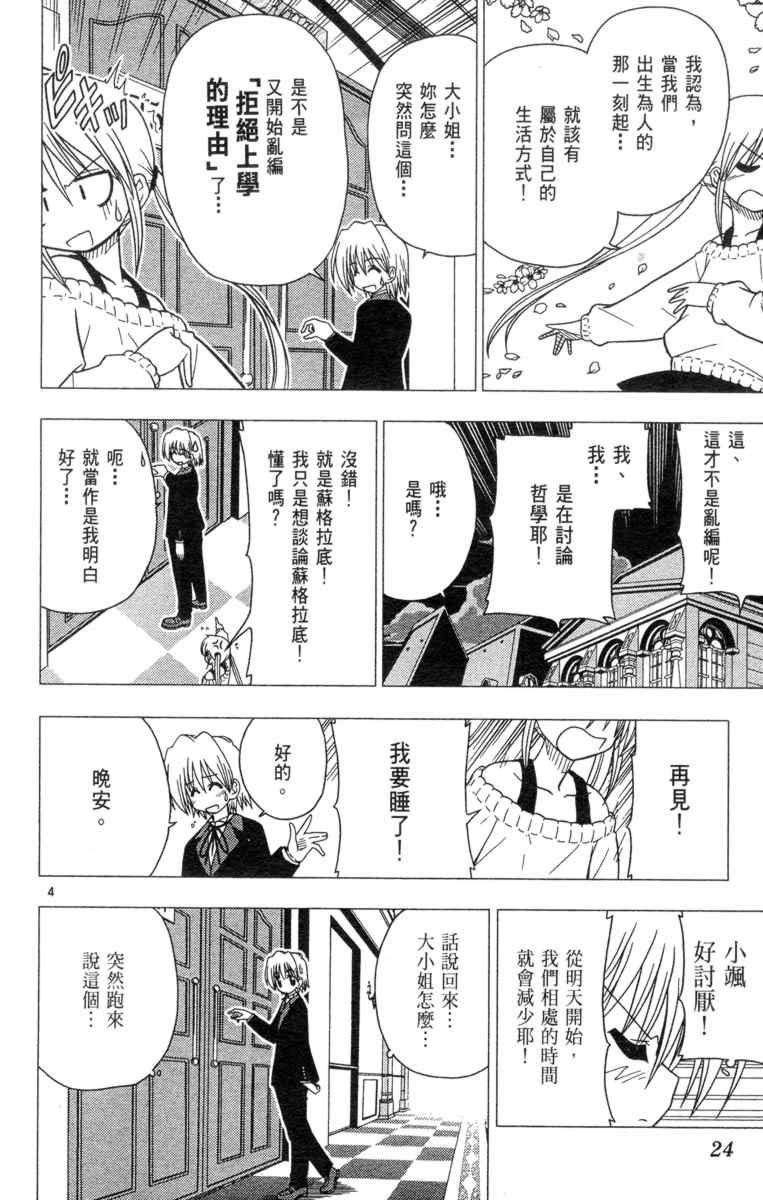 我認為，
當我們
出生為人的
那一刻起…
就該有
屬於自己的
生活方式！
大小姐…
妳怎麼
突然問這個…
是不是
又開始亂編
「拒絕上學
的理由」了…
ピキッ
這、
這才不是亂編呢！
我、
我…
是在討論
哲學耶！
哦…
是嗎？
沒錯！
就是蘇格拉底！
我只是想談論蘇格拉底！
懂了嗎？
呃…
就當作是我明白
好了…
再見！
我要睡了！
好的。
晚安。
4
小颯
好討厭！
從明天開始，
我們相處的時間
就會減少耶！
話說回來…
大小姐怎麼…
突然跑來
說這個…
24